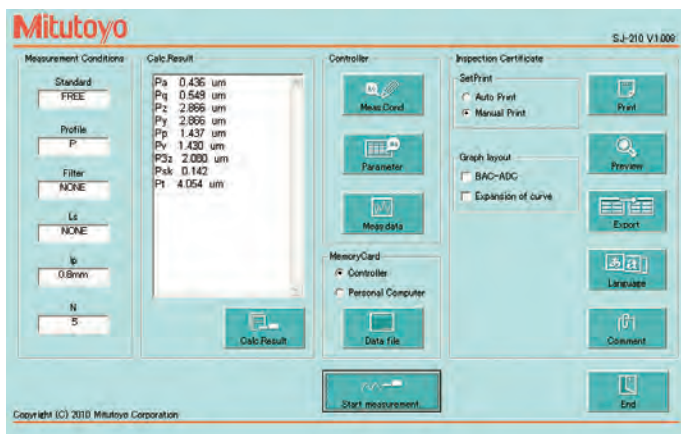 Mitutoyo
SJ-210 V1.008
Measurement Conditions
Standard
FREE
Profile
P
Filter
NONE
Ls
NONE
lp
0.8mm
N
5
Calc.Result
Pa 0.436 um
Pq 0.549 um
Pz 2.866 um
Py 2.866 um
Pp 1.437 um
Pv 1.430 um
P3z 2.080 um
Psk 0.142
Pt 4.054 um
Calc.Result
Controller
Meas.Cond
Parameter
Meas.data
MemoryCard
Controller
Personal Computer
Data file
Start measurement
Inspection Certificate
SetPrint
Auto Print
Manual Print
Graph layout
BAC-ADC
Expansion of curve
Print
Preview
Export
あ a
Language
Comment
End
Copyright (C) 2010 Mitutoyo Corporation